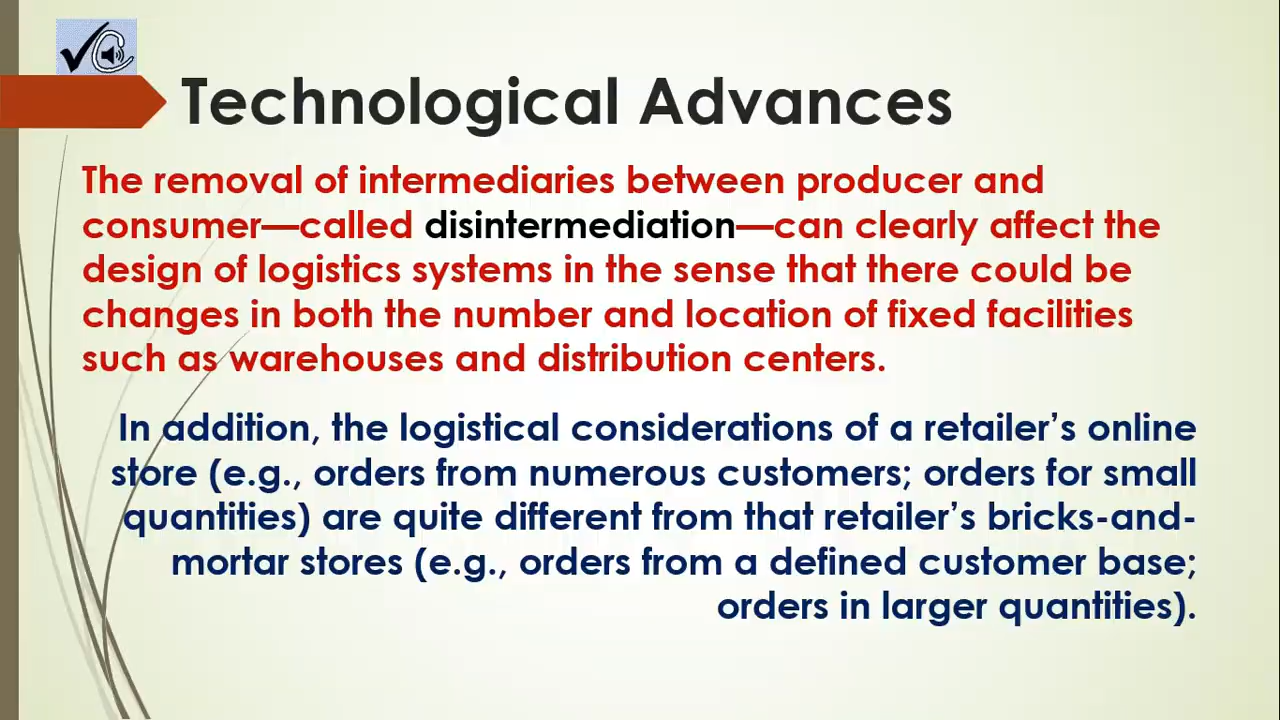 Technological Advances
The removal of intermediaries between producer and
consumer—called disintermediation—can clearly affect the
design of logistics systems in the sense that there could be
changes in both the number and location of fixed facilities
such as warehouses and distribution centers.
In addition, the logistical considerations of a retailer’s online
store (e.g., orders from numerous customers; orders for small
quantities) are quite different from that retailer’s bricks-and-
mortar stores (e.g., orders from a defined customer base;
orders in larger quantities).